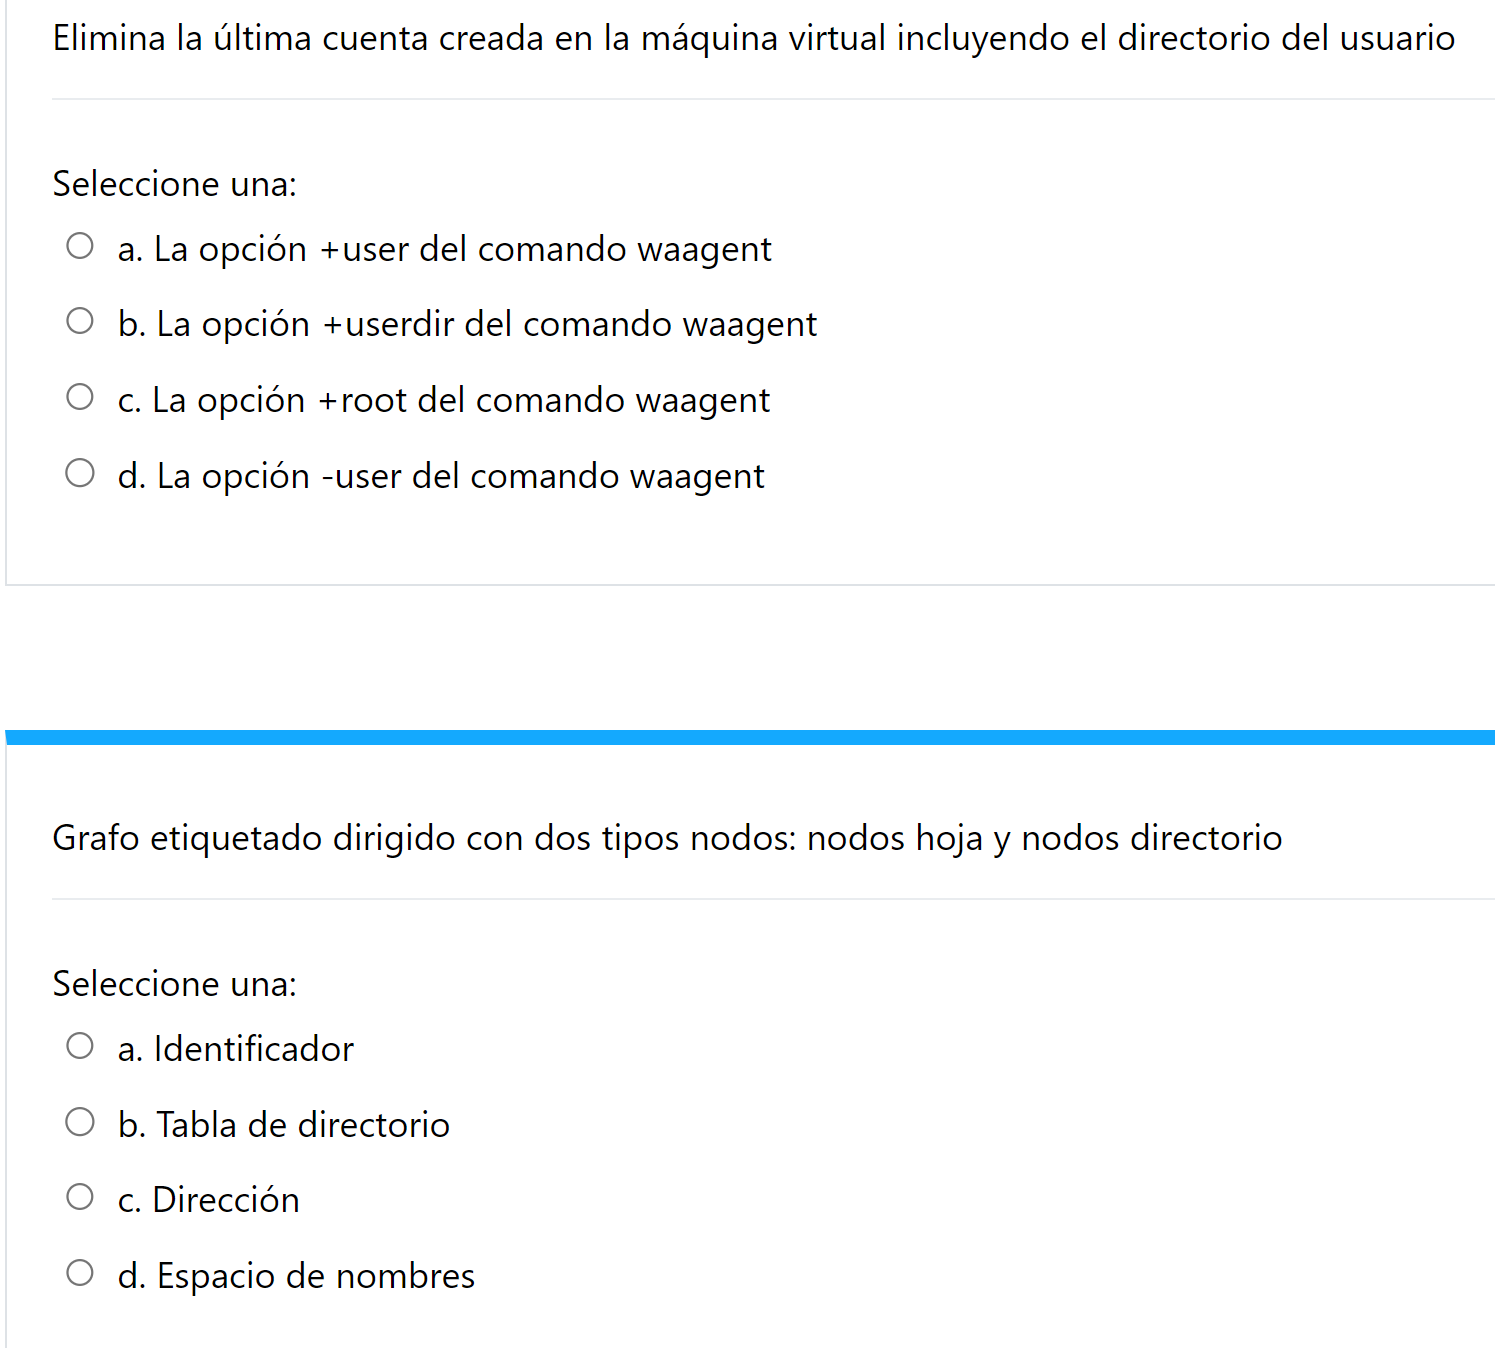 Elimina la última cuenta creada en la máquina virtual incluyendo el directorio del usuario
Seleccione una:
a. La opción +user del comando waagent
b. La opción +userdir del comando waagent
c. La opción +root del comando waagent
d. La opción -user del comando waagent
Grafo etiquetado dirigido con dos tipos nodos: nodos hoja y nodos directorio
Seleccione una:
a. Identificador
b. Tabla de directorio
c. Dirección
d. Espacio de nombres